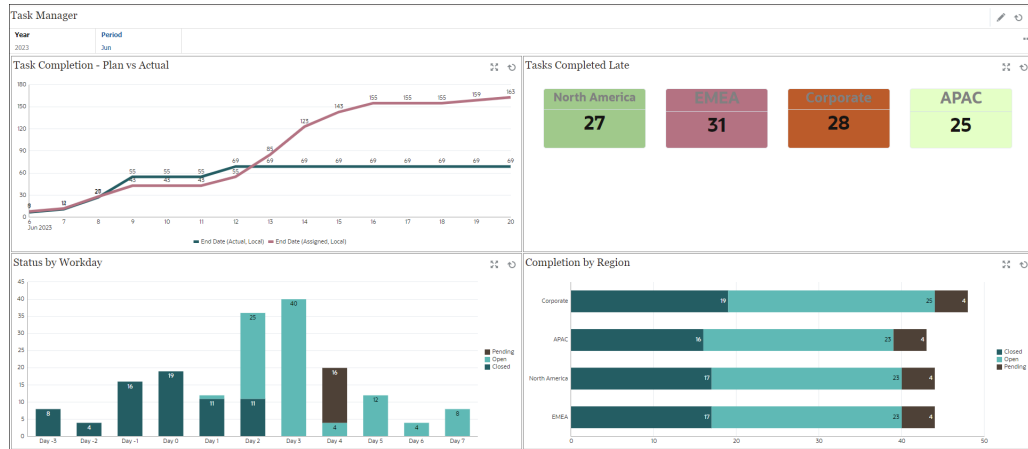 Task Manager
Year
Period
2023
Jun
Task Completion - Plan vs Actual
180
150
120
90
60
30
0
8
12
55
55
55
69
69
69
69
69
69
69
69
69
43
43
43
55
85
123
143
155
155
155
159
163
6
7
8
9
10
11
12
13
14
15
16
17
18
19
20
Jun 2023
End Date (Actual, Local)
End Date (Assigned, Local)
Tasks Completed Late
North America
27
EMEA
31
Corporate
28
APAC
25
Status by Workday
45
40
35
30
25
20
15
10
5
0
8
4
16
19
11
11
25
40
16
4
12
4
8
Day -3
Day -2
Day -1
Day 0
Day 1
Day 2
Day 3
Day 4
Day 5
Day 6
Day 7
Pending
Open
Closed
Completion by Region
Corporate
19
25
4
APAC
16
23
4
North America
17
23
4
EMEA
17
23
4
0
10
20
30
40
50
Closed
Open
Pending